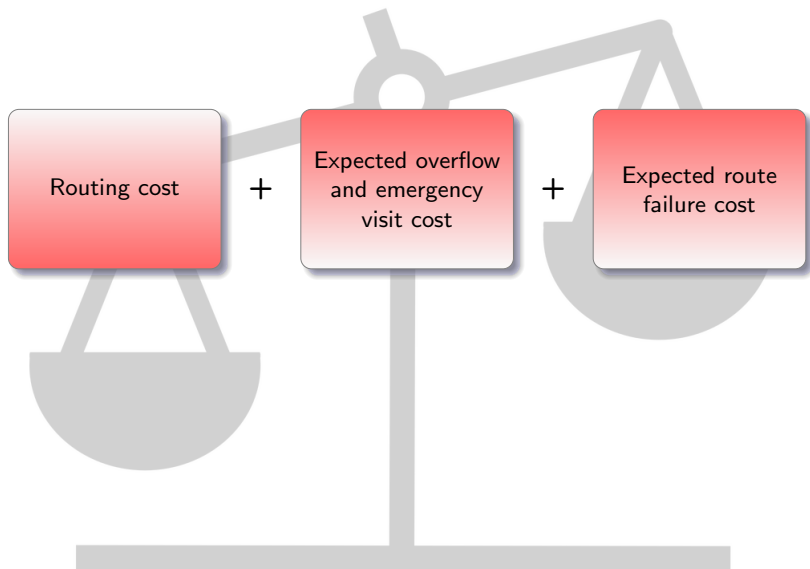 Routing cost
+
Expected overflow
and emergency
visit cost
+
Expected route
failure cost